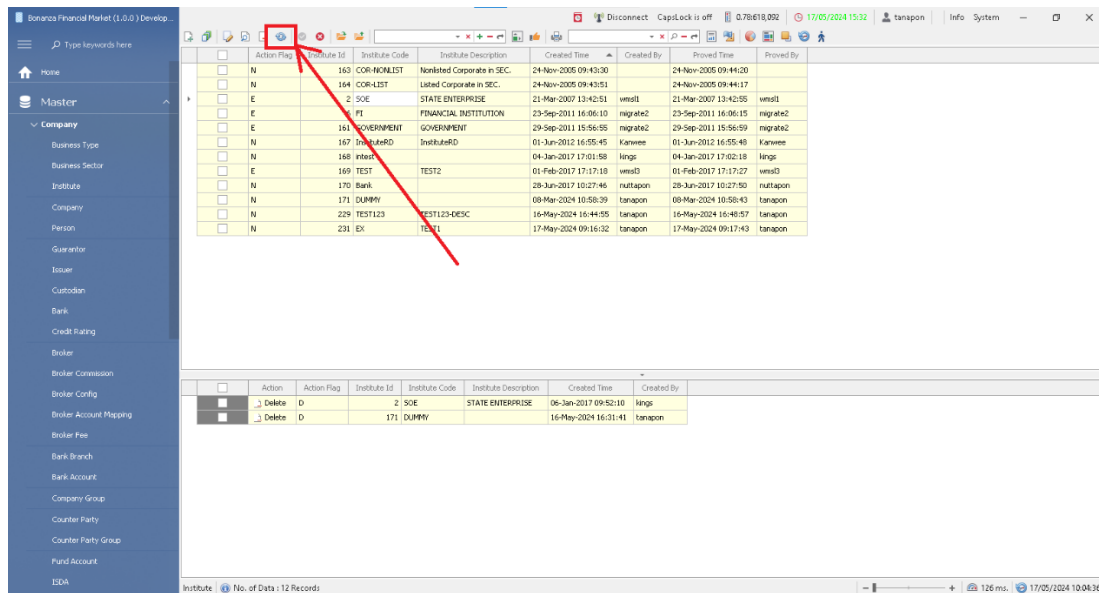 Bonanza Financial Market (1.0.0 ) Develop...
Disconnect CapsLock is off 0.78:618,092 17/05/2024 15:32 tanapon Info System
Type keywords here
Home
Master
Company
Business Type
Business Sector
Institute
Company
Person
Guarantor
Issuer
Custodian
Bank
Credit Rating
Broker
Broker Commission
Broker Config
Broker Account Mapping
Broker Fee
Bank Branch
Bank Account
Company Group
Counter Party
Counter Party Group
Fund Account
ISDA
Action Flag Institute Id Institute Code Institute Description Created Time Created By Proved Time Proved By
N 163 COR-NONLIST Nonlisted Corporate in SEC. 24-Nov-2005 09:43:30 24-Nov-2005 09:44:20
N 164 COR-LIST Listed Corporate in SEC. 24-Nov-2005 09:43:51 24-Nov-2005 09:44:17
E 2 SOE STATE ENTERPRISE 21-Mar-2007 13:42:51 wmsl1 21-Mar-2007 13:42:55 wmsl1
E 6 FI FINANCIAL INSTITUTION 23-Sep-2011 16:06:10 migrate2 23-Sep-2011 16:06:15 migrate2
E 161 GOVERNMENT GOVERNMENT 29-Sep-2011 15:56:55 migrate2 29-Sep-2011 15:56:59 migrate2
N 167 InstituteRD InstituteRD 01-Jun-2012 16:55:45 Kanwee 01-Jun-2012 16:55:48 Kanwee
N 168 intest 04-Jan-2017 17:01:58 kings 04-Jan-2017 17:02:18 kings
E 169 TEST TEST2 01-Feb-2017 17:17:18 wmsl3 01-Feb-2017 17:17:27 wmsl3
N 170 Bank 28-Jun-2017 10:27:46 nuttapon 28-Jun-2017 10:27:50 nuttapon
N 171 DUMMY 08-Mar-2024 10:58:39 tanapon 08-Mar-2024 10:58:43 tanapon
N 229 TEST123 TEST123-DESC 16-May-2024 16:44:55 tanapon 16-May-2024 16:48:57 tanapon
N 231 EX TEST1 17-May-2024 09:16:32 tanapon 17-May-2024 09:17:43 tanapon
Action Action Flag Institute Id Institute Code Institute Description Created Time Created By
Delete D 2 SOE STATE ENTERPRISE 06-Jan-2017 09:52:10 kings
Delete D 171 DUMMY 16-May-2024 16:31:41 tanapon
Institute No. of Data : 12 Records 126 ms. 17/05/2024 10:04:36